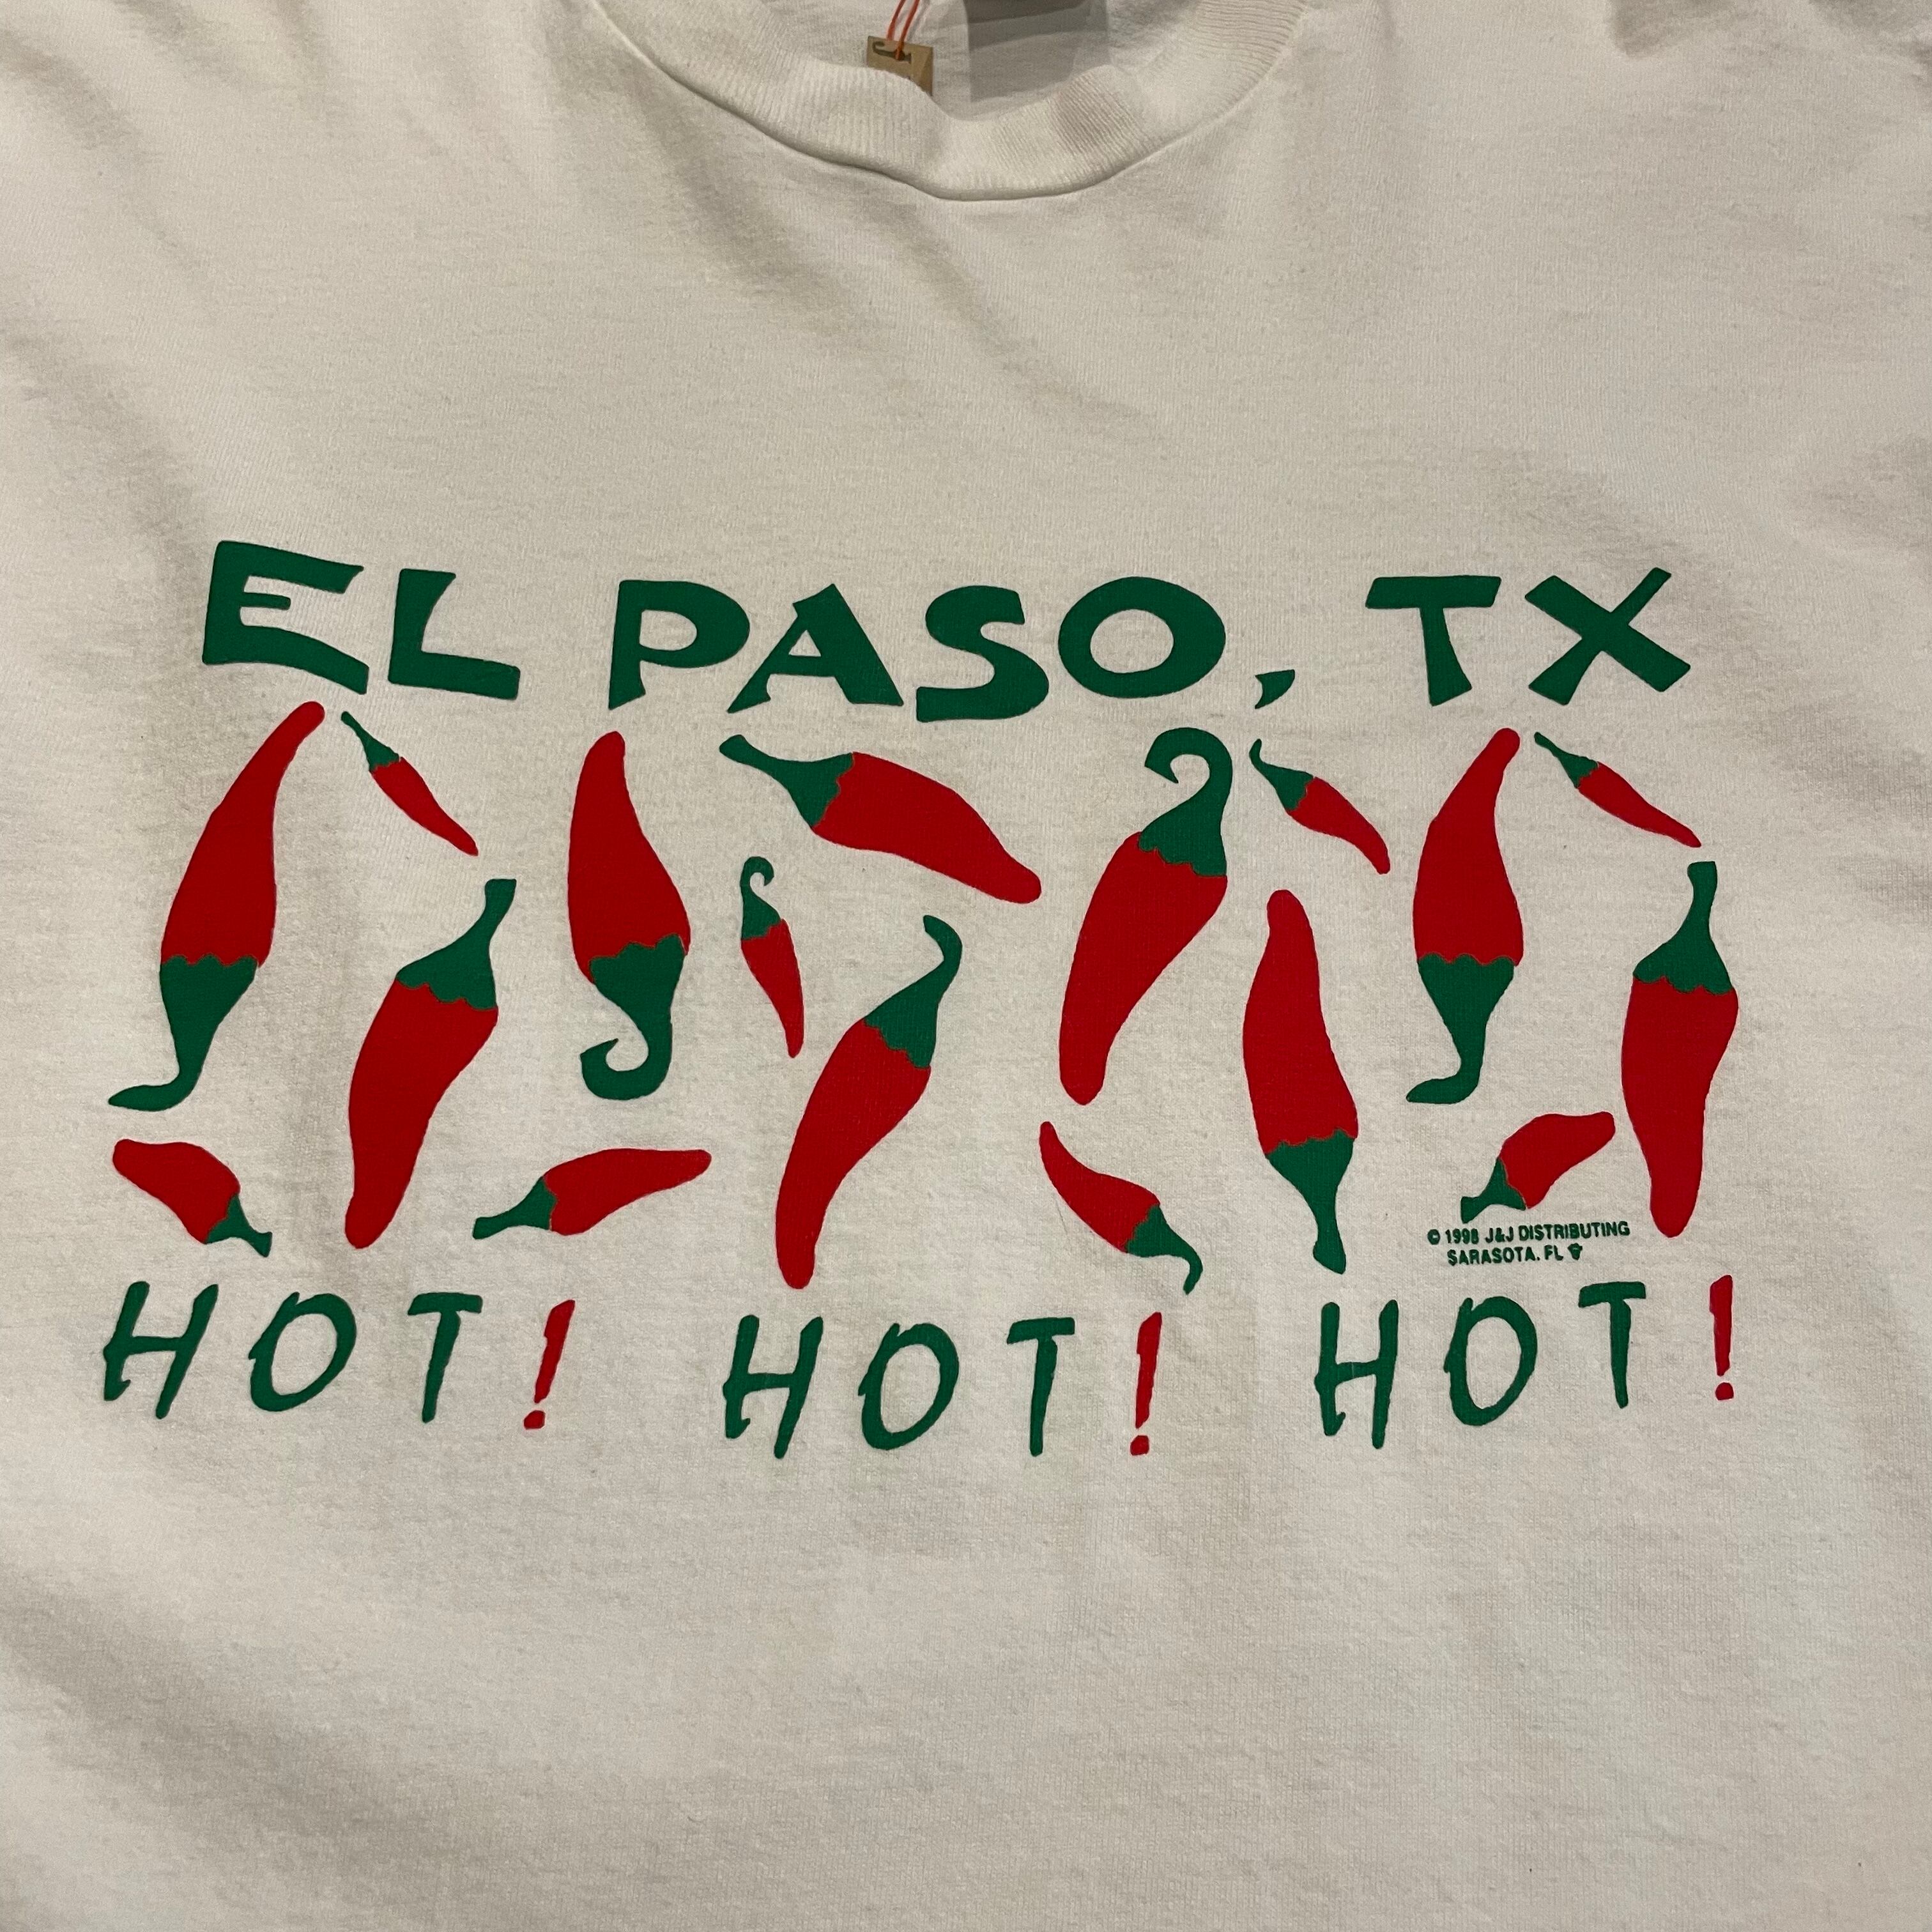 EL PASO, TX
© 1998 J&J DISTRIBUTING
SARASOTA, FL
HOT! HOT! HOT!